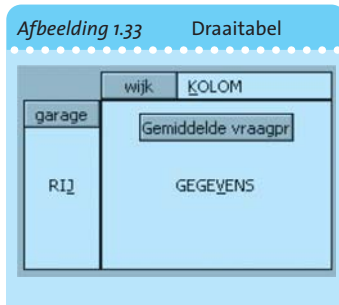 Afbeelding 1.33 Draaitabel
wijk KOLOM
garage
Gemiddelde vraagpr
RIJ GEGEVENS